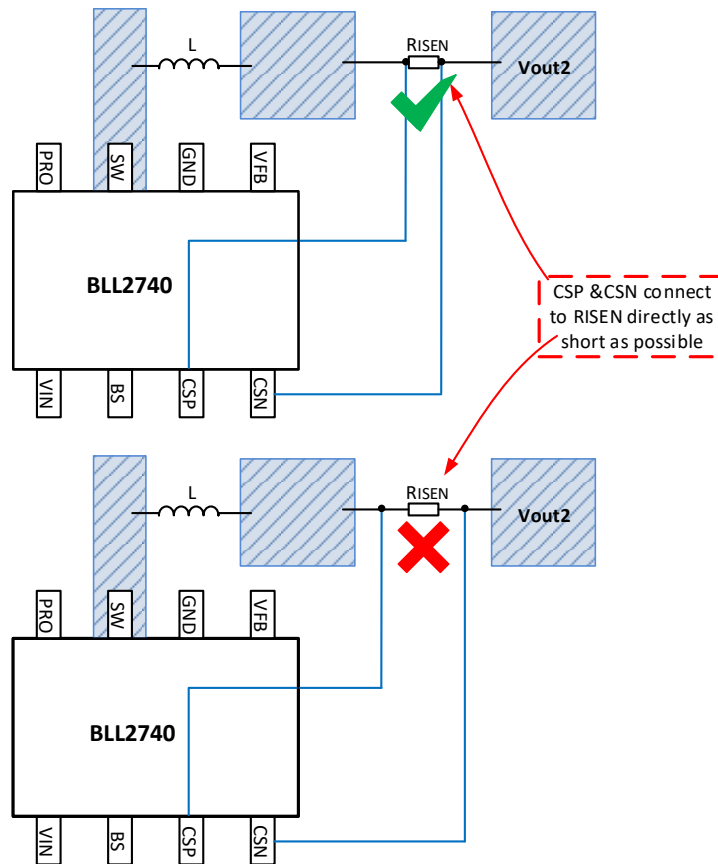 L
RISEN
Vout2
PRO
SW
GND
VFB
BLL2740
VIN
BS
CSP
CSN
CSP &CSN connect
to RISEN directly as
short as possible
L
RISEN
Vout2
PRO
SW
GND
VFB
BLL2740
VIN
BS
CSP
CSN